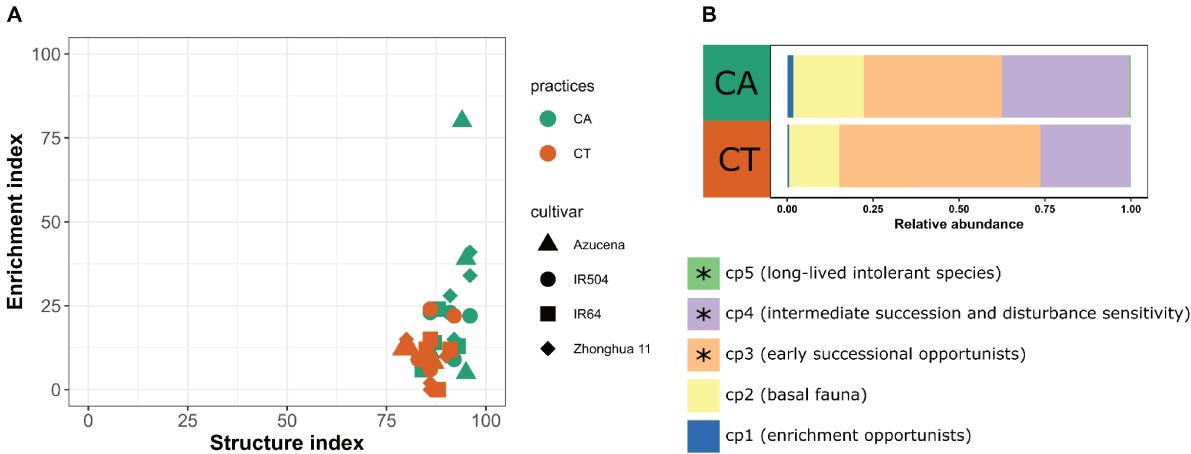 A
Enrichment index
100
75
50
25
0
0
25
50
75
100
Structure index
practices
CA
CT
cultivar
Azucena
IR504
IR64
Zhonghua 11
B
CA
CT
0.00
0.25
0.50
0.75
1.00
Relative abundance
* cp5 (long-lived intolerant species)
* cp4 (intermediate succession and disturbance sensitivity)
* cp3 (early successional opportunists)
cp2 (basal fauna)
cp1 (enrichment opportunists)